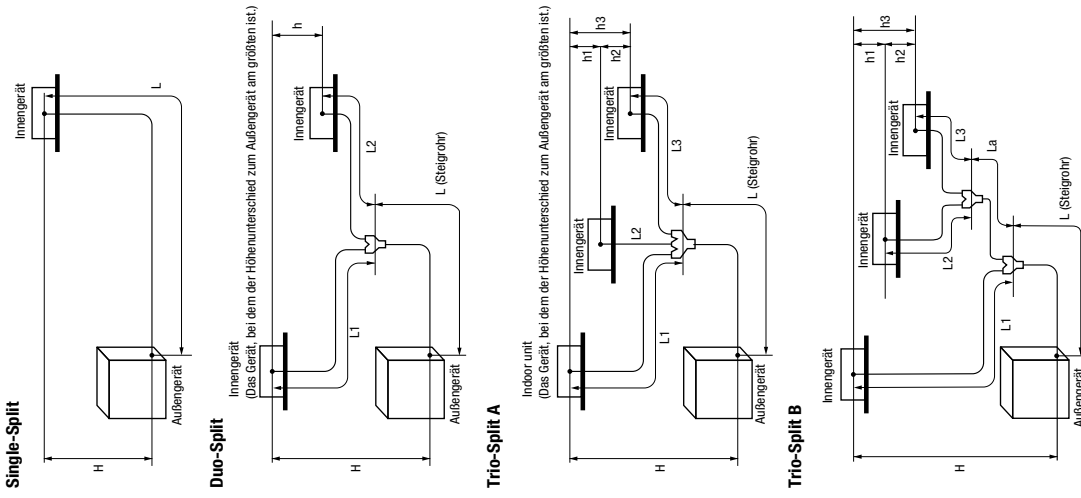 Single-Split
Innengerät
L
H
Außengerät
Duo-Split
Innengerät
(Das Gerät, bei dem der Höhenunterschied zum Außengerät am größten ist.)
h
Innengerät
L2
L1
L (Steigrohr)
H
Außengerät
Trio-Split A
Indoor unit
(Das Gerät, bei dem der Höhenunterschied zum Außengerät am größten ist.)
h3
h1
h2
Innengerät
Innengerät
L2
L3
L1
L (Steigrohr)
H
Außengerät
Trio-Split B
h3
h1
h2
Innengerät
Innengerät
Innengerät
L3
L2
La
L1
L (Steigrohr)
H
Außengerät